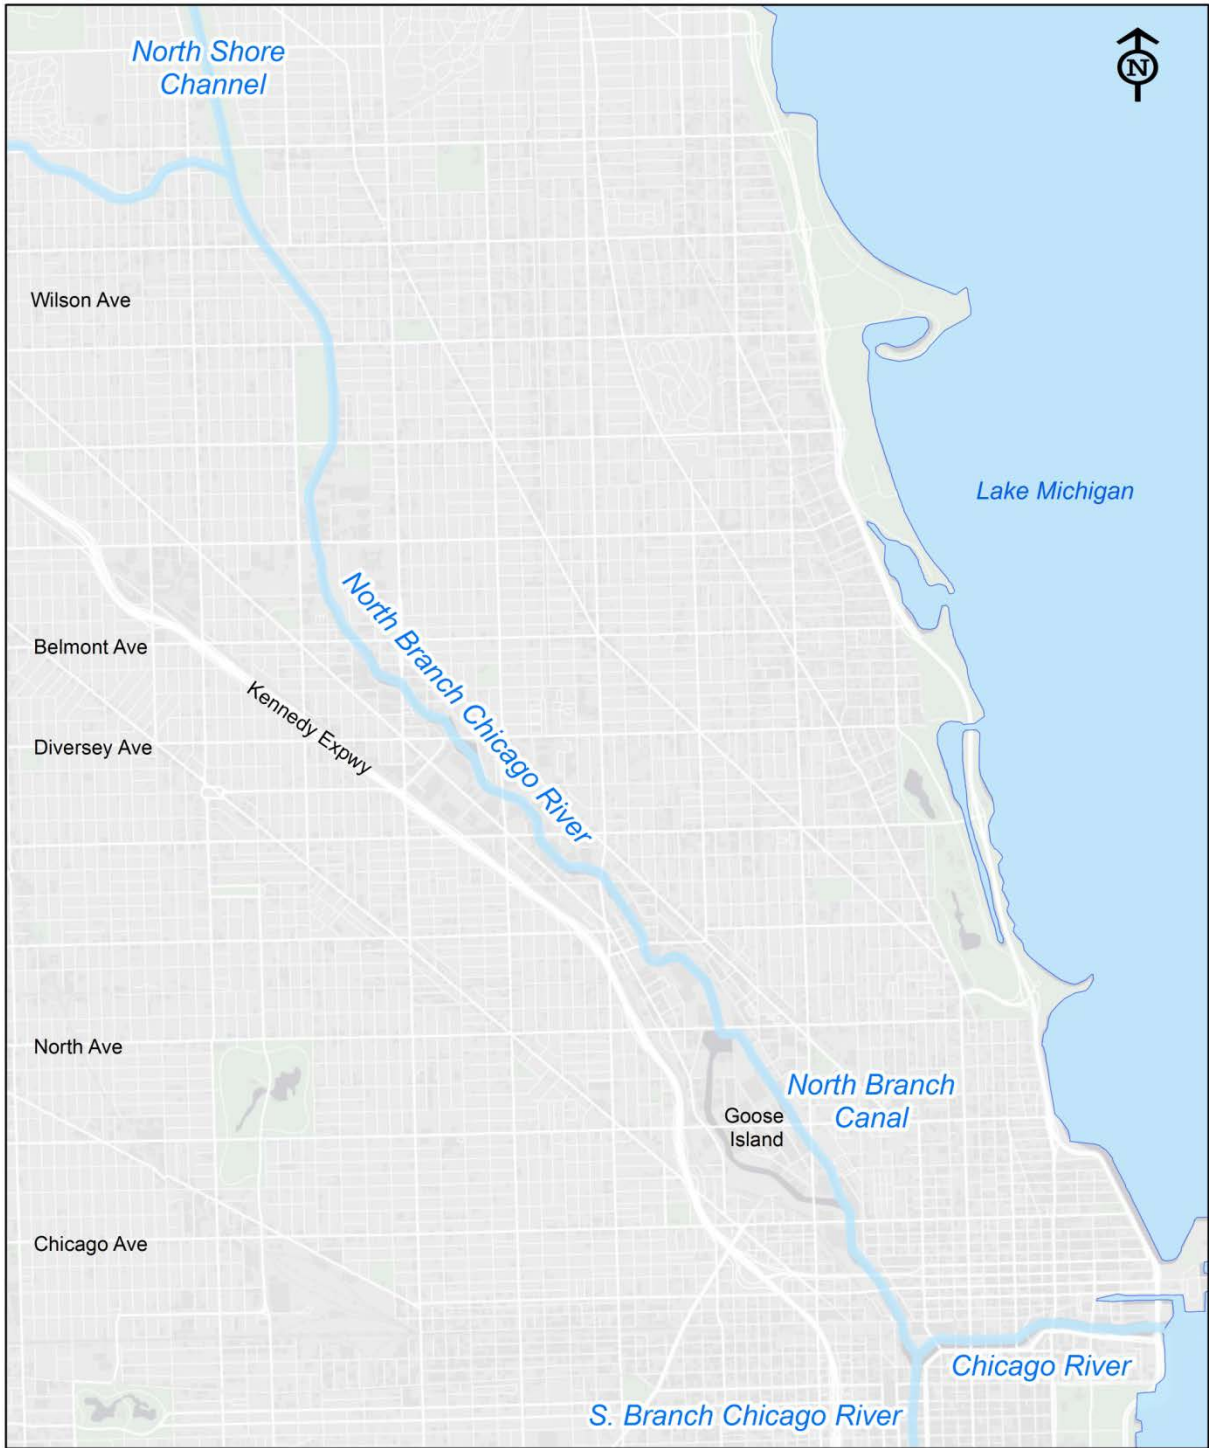 North Shore
Channel
N
Wilson Ave
Lake Michigan
North Branch Chicago River
Belmont Ave
Kennedy Expwy
Diversey Ave
North Ave
North Branch
Canal
Goose
Island
Chicago Ave
Chicago River
S. Branch Chicago River